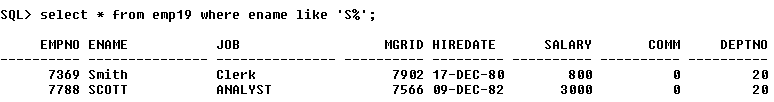 SQL> select * from emp19 where ename like 'S%';
EMPNO ENAME JOB MGRID HIREDATE SALARY COMM DEPTNO
---------- --------------- --------------- ---------- --------- ---------- ---------- ----------
7369 Smith Clerk 7902 17-DEC-80 800 0 20
7788 SCOTT ANALYST 7566 09-DEC-82 3000 0 20